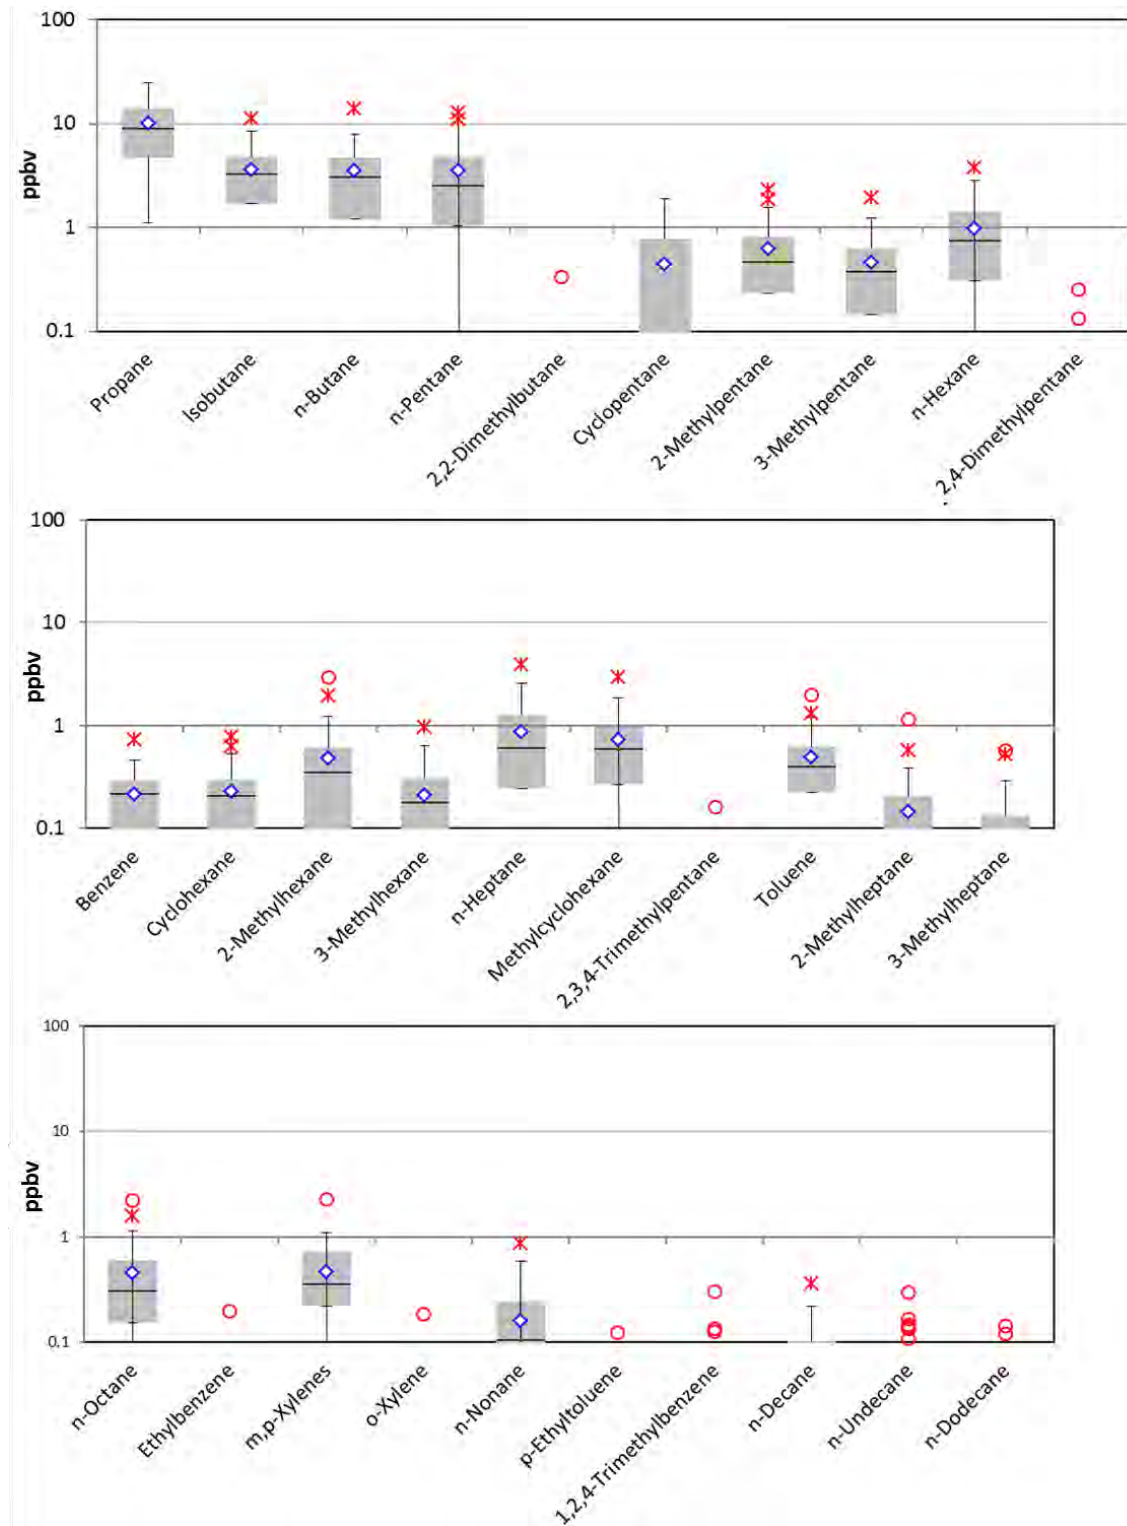 100
10
1
0.1
ppbv
Propane
Isobutane
n-Butane
n-Pentane
2,2-Dimethylbutane
Cyclopentane
2-Methylpentane
3-Methylpentane
n-Hexane
2,4-Dimethylpentane
100
10
1
0.1
ppbv
Benzene
Cyclohexane
2-Methylhexane
3-Methylhexane
n-Heptane
Methylcyclohexane
2,3,4-Trimethylpentane
Toluene
2-Methylheptane
3-Methylheptane
100
10
1
0.1
ppbv
n-Octane
Ethylbenzene
m,p-Xylenes
o-Xylene
n-Nonane
p-Ethyltoluene
1,2,4-Trimethylbenzene
n-Decane
n-Undecane
n-Dodecane